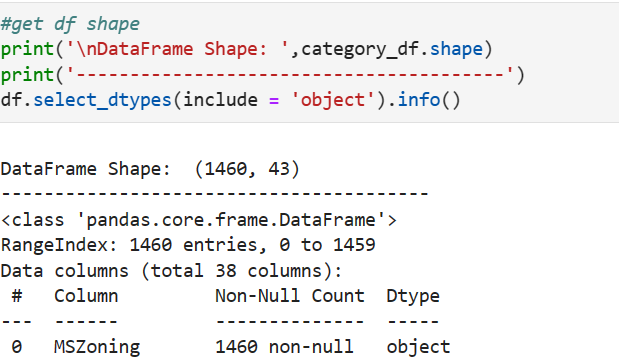 #get df shape
print('\nDataFrame Shape: ',category_df.shape)
print('----------------------------------------')
df.select_dtypes(include = 'object').info()
DataFrame Shape:  (1460, 43)
----------------------------------------
<class 'pandas.core.frame.DataFrame'>
RangeIndex: 1460 entries, 0 to 1459
Data columns (total 38 columns):
 #   Column         Non-Null Count  Dtype
---  ------         --------------  -----
 0   MSZoning       1460 non-null   object